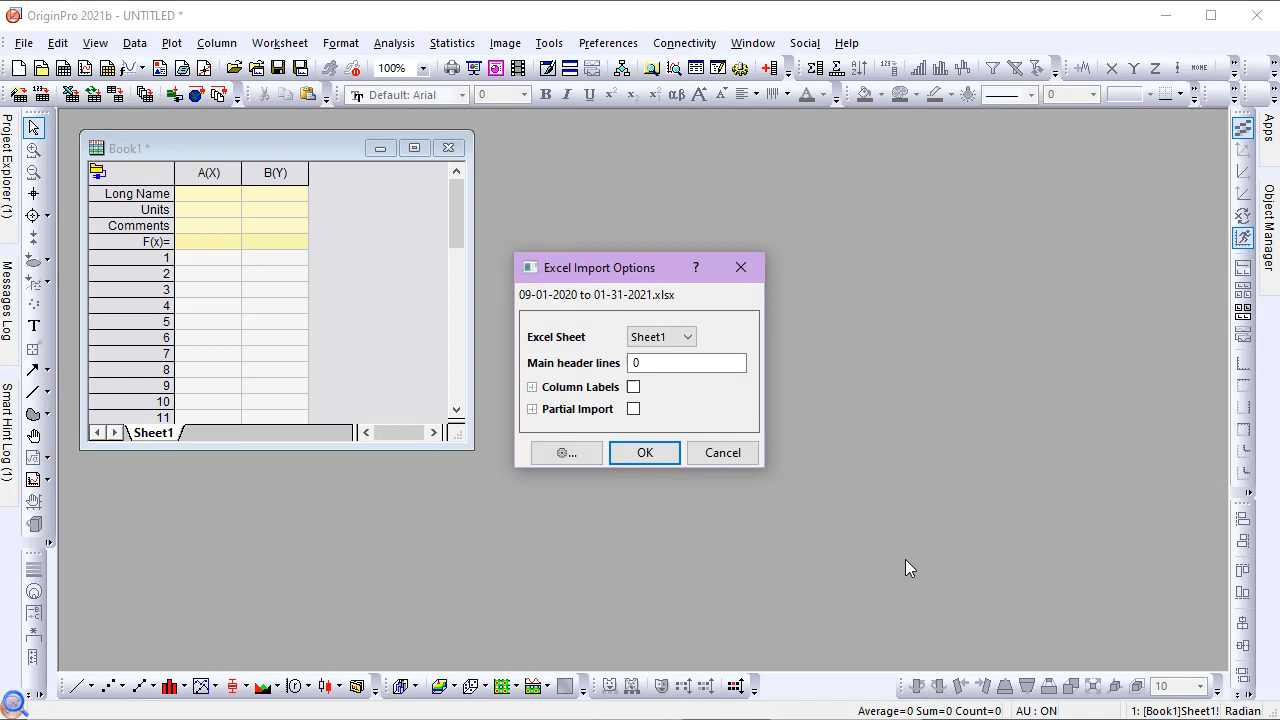 OriginPro 2021b - UNTITLED *
File Edit View Data Plot Column Worksheet Format Analysis Statistics Image Tools Preferences Connectivity Window Social Help
100%
Default: Arial 0 B I U x² x₂ αβ A A A 0
Project Explorer (1)
Messages Log
Smart Hint Log (1)
T
Book1 *
A(X) B(Y)
Long Name
Units
Comments
F(x)=
1
2
3
4
5
6
7
8
9
10
11
Sheet1
Excel Import Options ?
09-01-2020 to 01-31-2021.xlsx
Excel Sheet Sheet1
Main header lines 0
Column Labels
Partial Import
... OK Cancel
Apps
Object Manager
10
Average=0 Sum=0 Count=0 AU : ON 1: [Book1]Sheet1! Radian